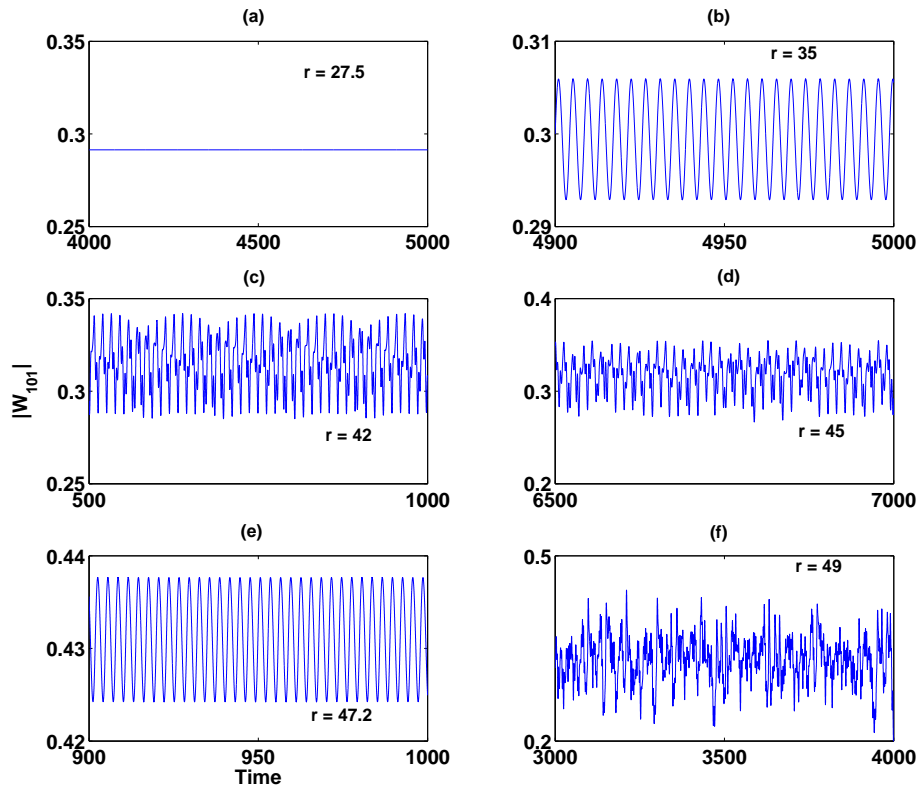 (a)
0.35
0.3
0.25
r = 27.5
4000
4500
5000
(b)
0.31
0.3
0.29
r = 35
4900
4950
5000
(c)
0.35
0.3
0.25
r = 42
500
1000
|W101|
(d)
0.4
0.3
0.2
r = 45
6500
7000
(e)
0.44
0.43
0.42
r = 47.2
900
950
1000
Time
(f)
0.5
0.2
r = 49
3000
3500
4000